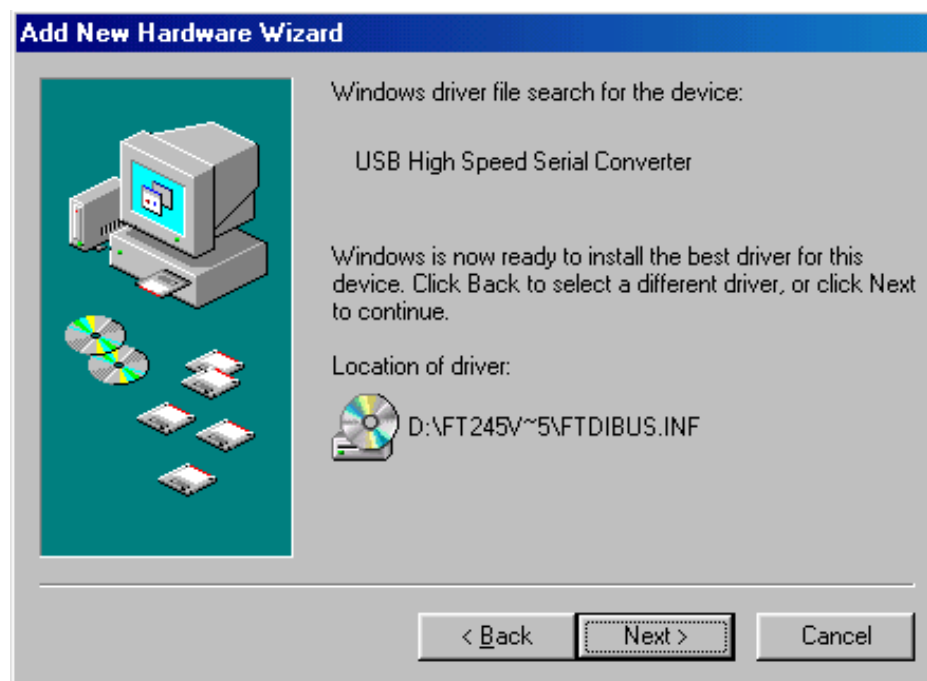 Add New Hardware Wizard
Windows driver file search for the device:
USB High Speed Serial Converter
Windows is now ready to install the best driver for this
device. Click Back to select a different driver, or click Next
to continue.
Location of driver:
D:\FT245V~5\FTDIBUS.INF
< Back
Next >
Cancel